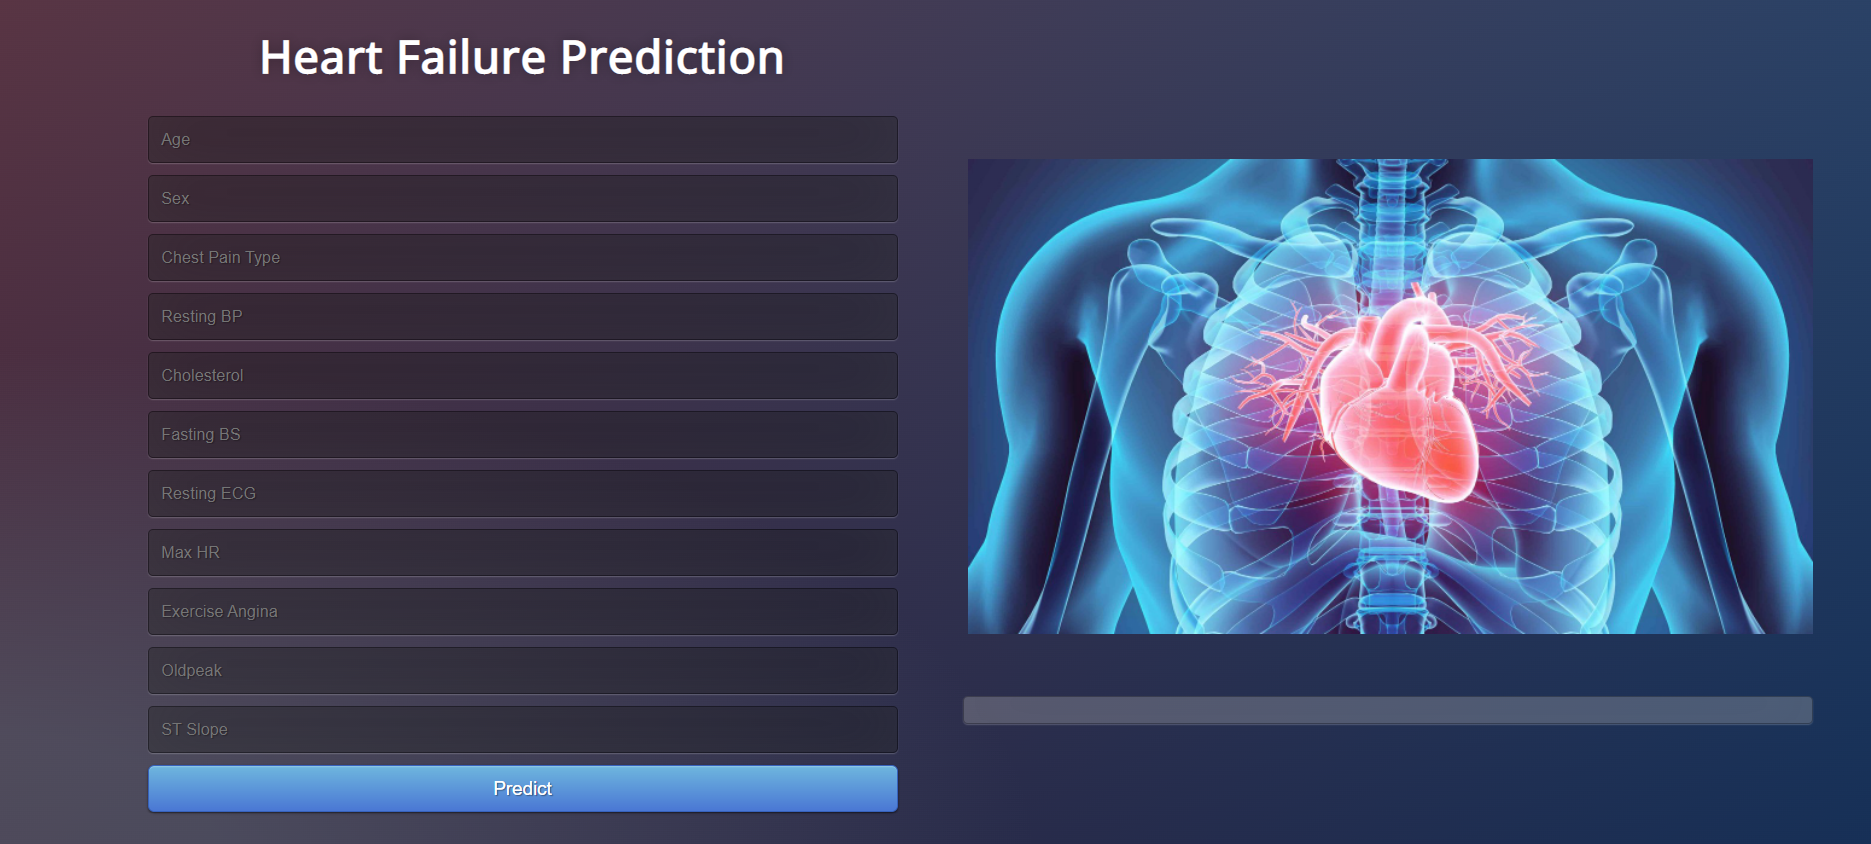 Heart Failure Prediction
Age
Sex
Chest Pain Type
Resting BP
Cholesterol
Fasting BS
Resting ECG
Max HR
Exercise Angina
Oldpeak
ST Slope
Predict